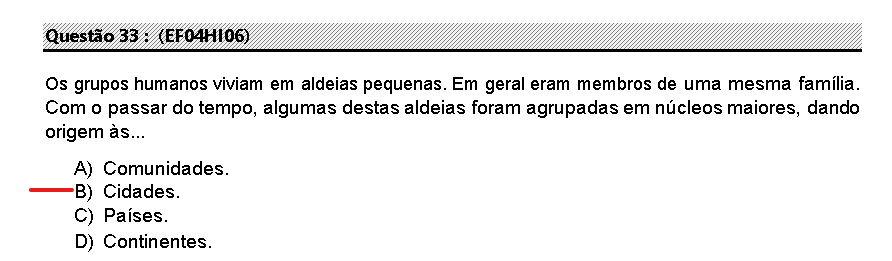 Questão 33 : (EF04HI06)
Os grupos humanos viviam em aldeias pequenas. Em geral eram membros de uma mesma família.
Com o passar do tempo, algumas destas aldeias foram agrupadas em núcleos maiores, dando
origem às...
A) Comunidades.
B) Cidades.
C) Países.
D) Continentes.